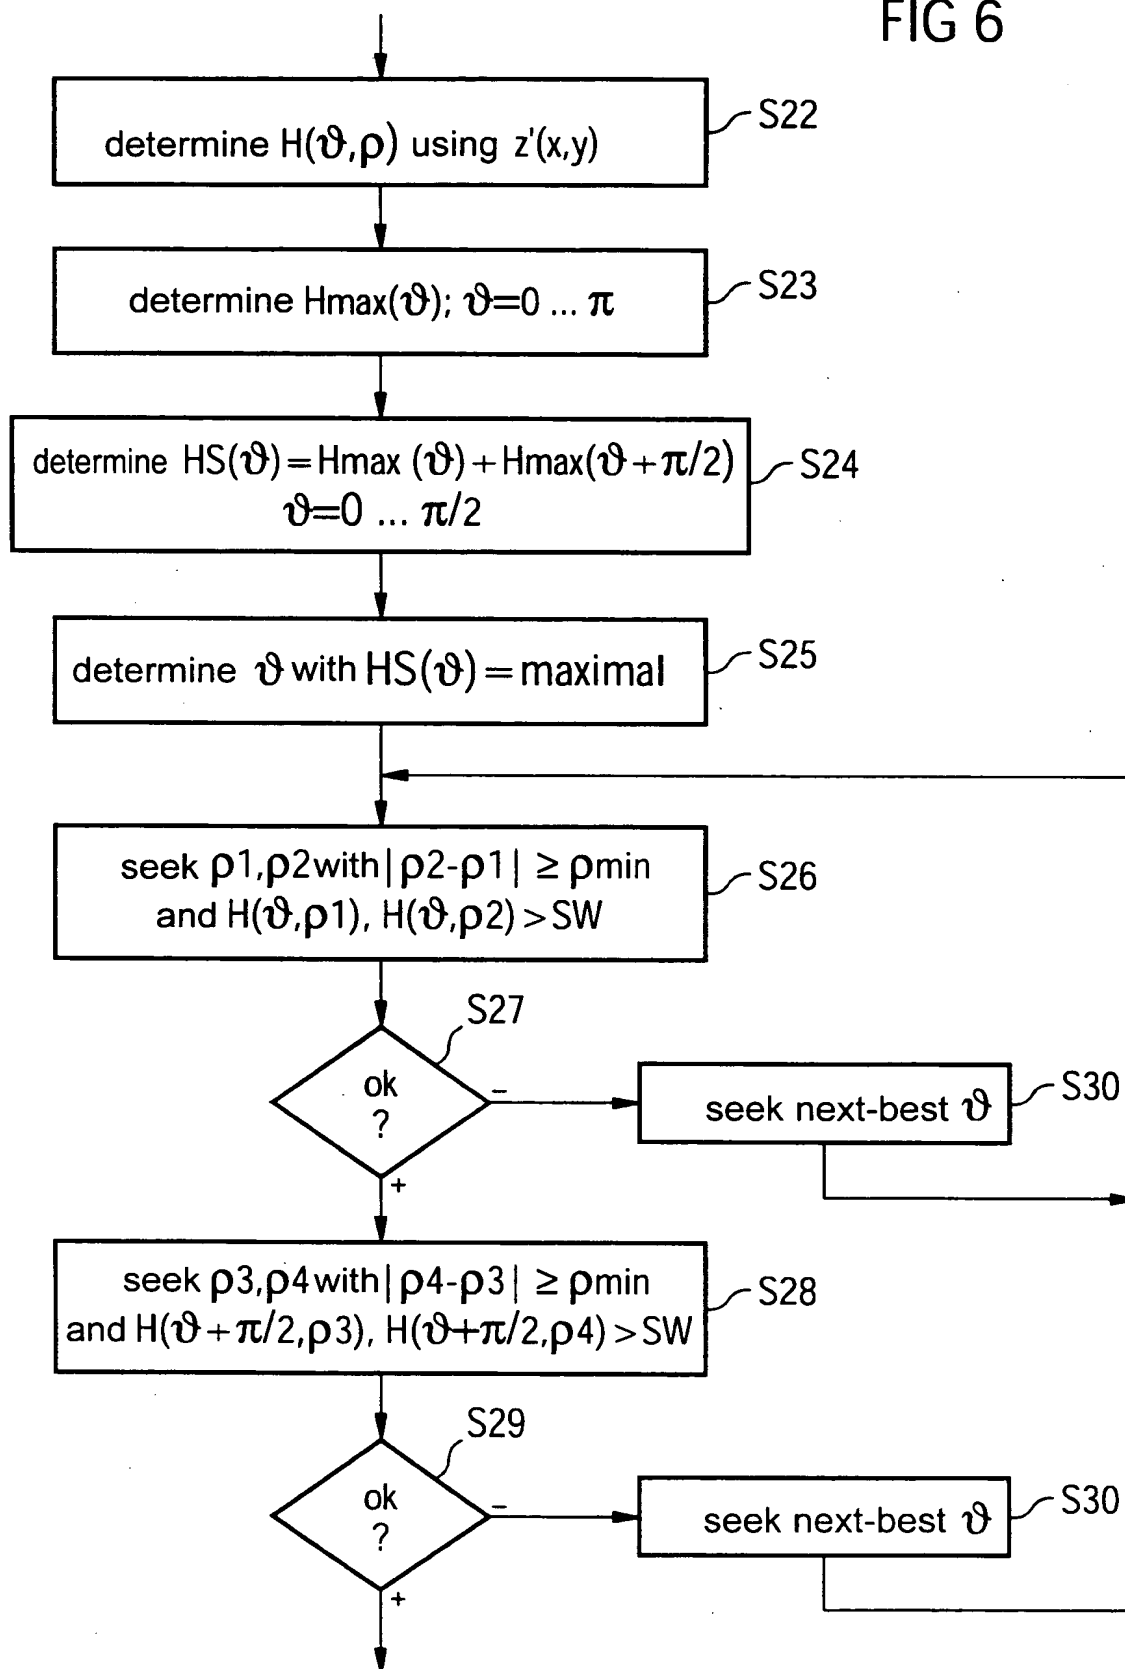 FIG 6
determine H(ϑ,ρ) using z'(x,y)
S22
determine Hmax(ϑ); ϑ=0 ... π
S23
determine HS(ϑ)=Hmax (ϑ)+Hmax(ϑ+π/2)
ϑ=0 ... π/2
S24
determine ϑ with HS(ϑ)=maximal
S25
seek ρ1,ρ2 with |ρ2-ρ1| ≥ ρmin
and H(ϑ,ρ1), H(ϑ,ρ2) > SW
S26
S27
ok
?
-
+
seek next-best ϑ
S30
seek ρ3,ρ4 with |ρ4-ρ3| ≥ ρmin
and H(ϑ+π/2,ρ3), H(ϑ+π/2,ρ4) > SW
S28
S29
ok
?
-
+
seek next-best ϑ
S30